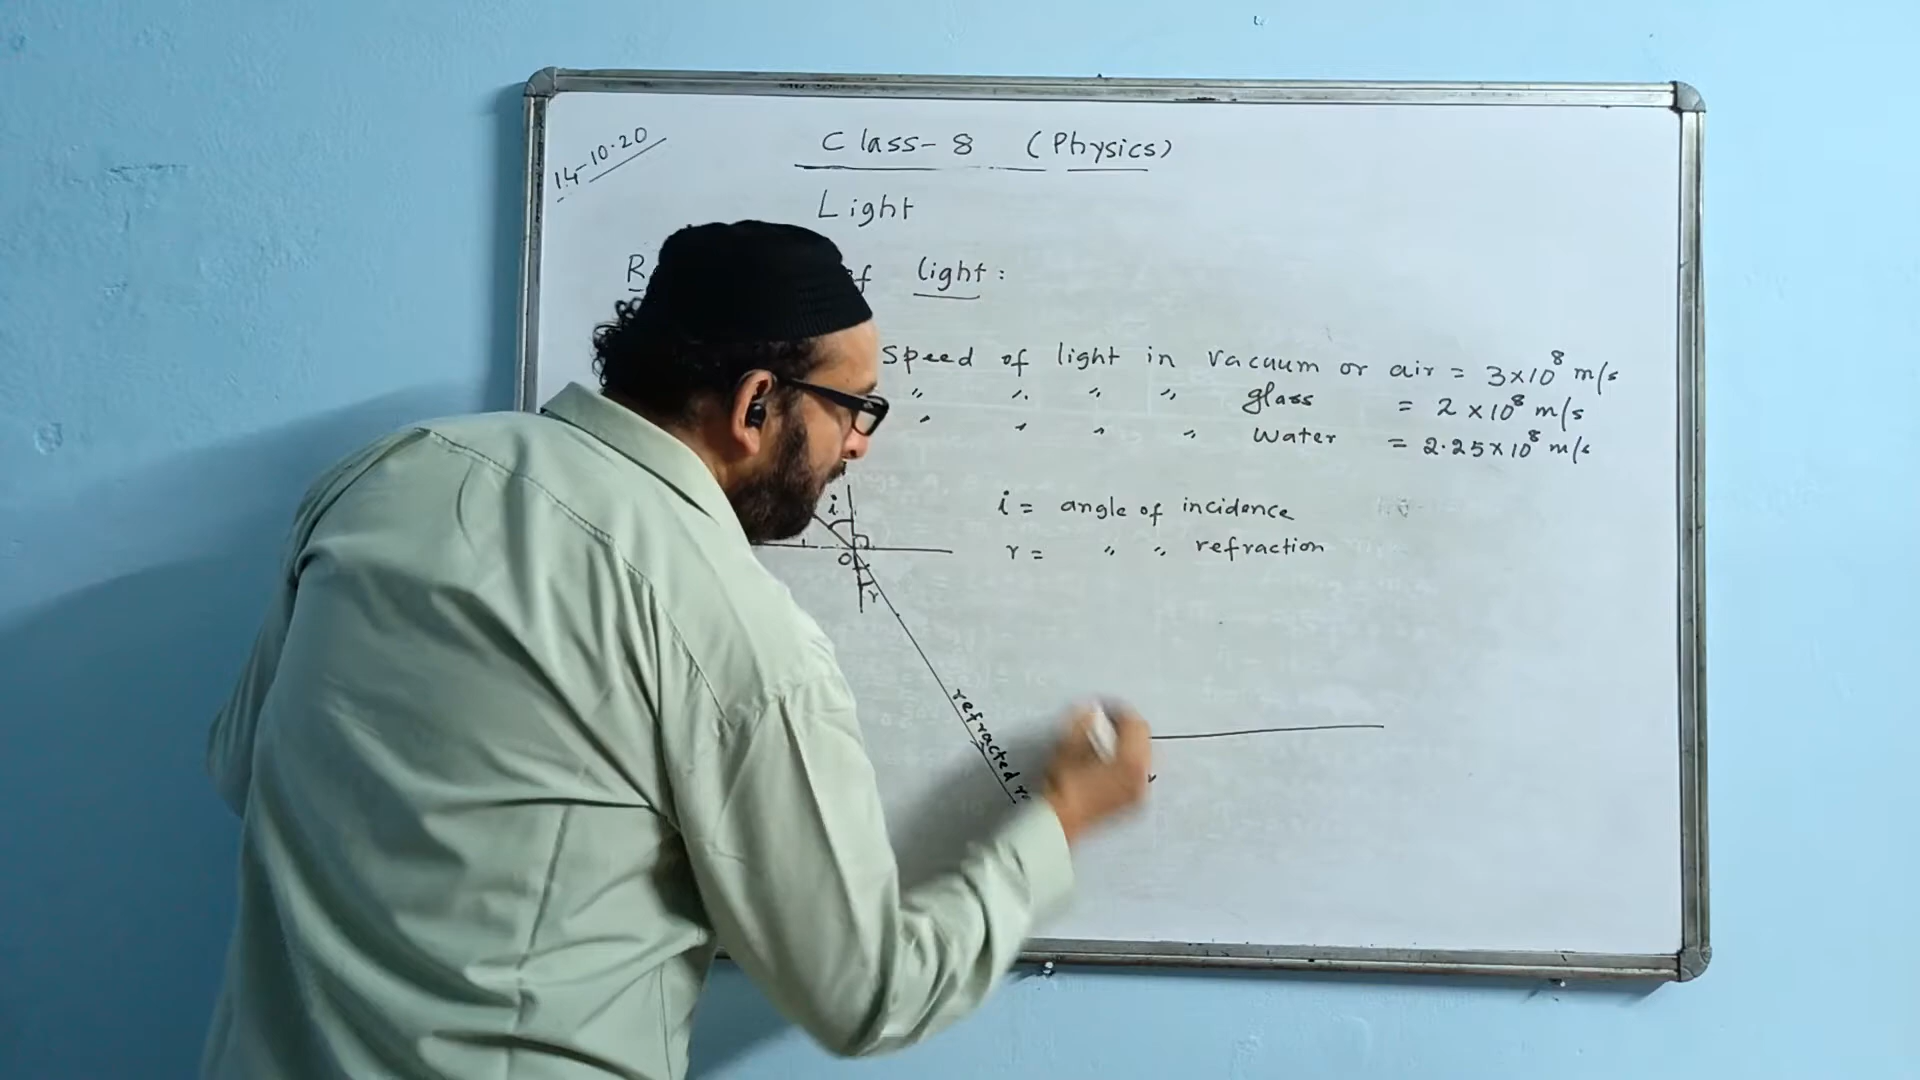 14-10-20
Class-8 (Physics)
Light
of light:
Speed of light in vacuum or air = 3×10⁸ m/s
" " " " glass = 2×10⁸ m/s
" " " " water = 2.25×10⁸ m/s
i = angle of incidence
r = " " refraction
i
O
r
refracted